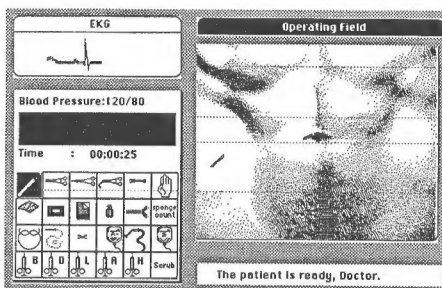 EKG
Operating Field
Blood Pressure:120/80
Time : 00:00:25
sponge
count
B D L A H Scrub
The patient is ready, Doctor.